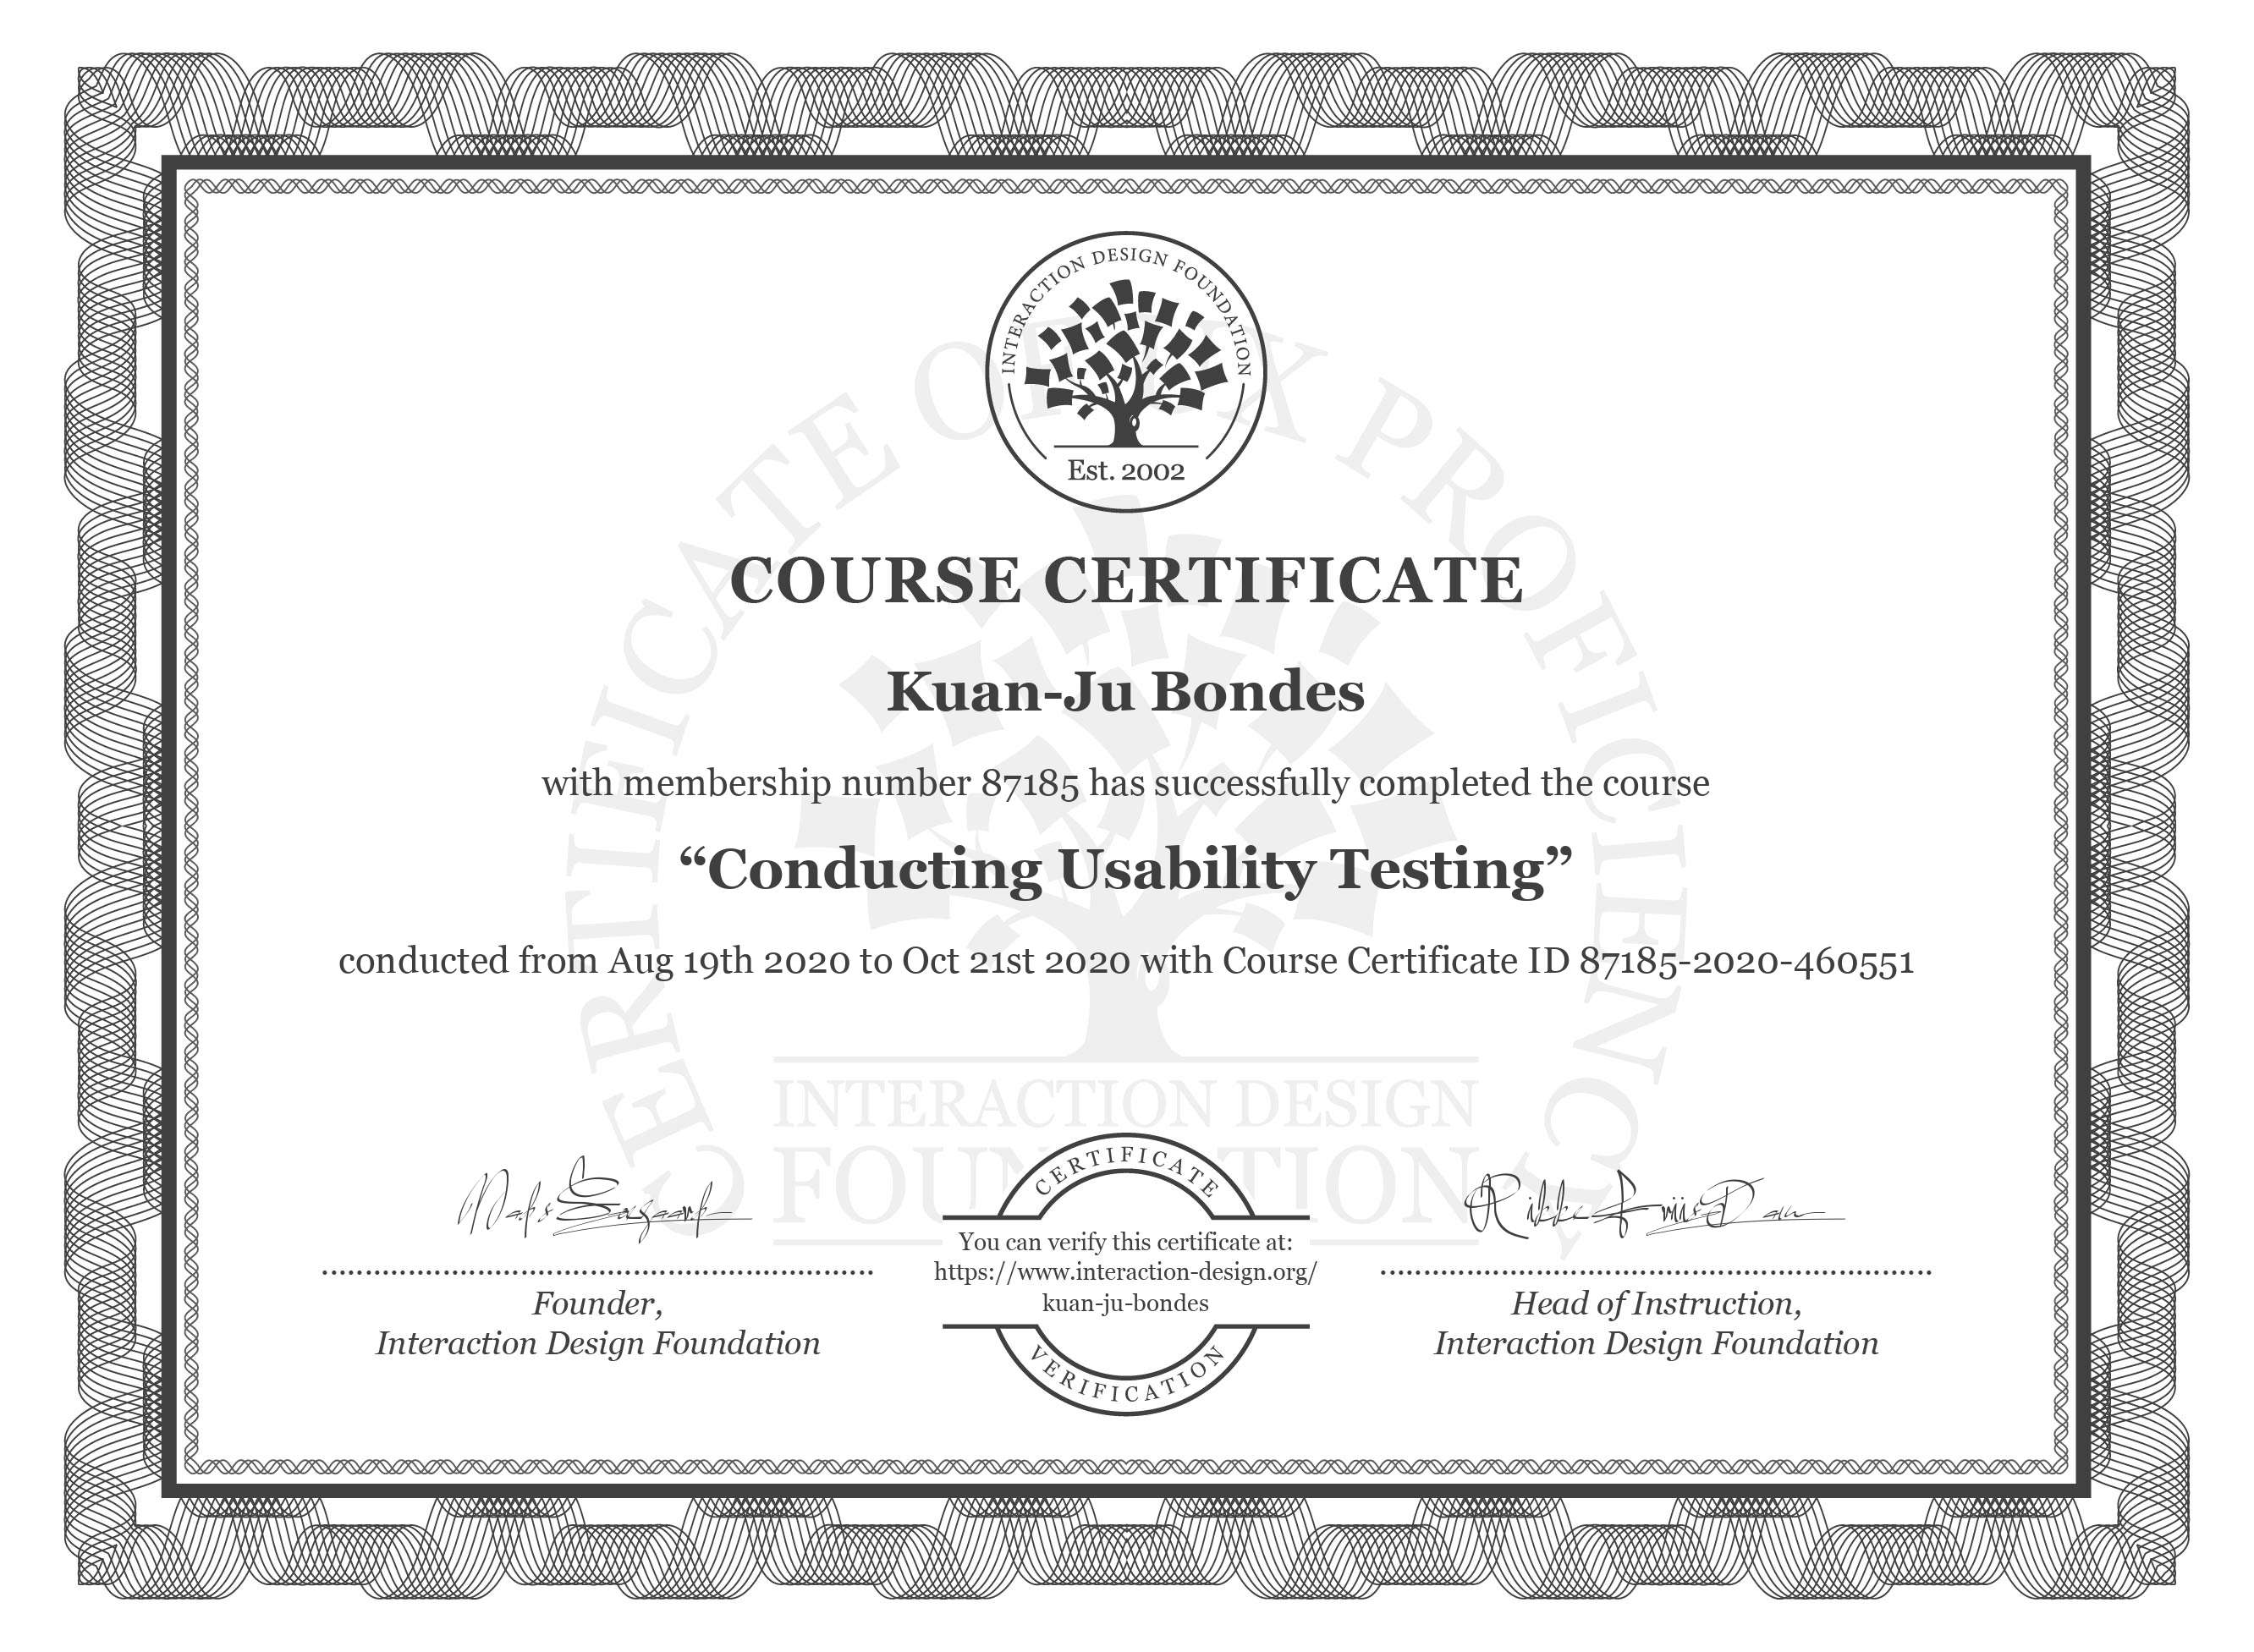 INTERACTION DESIGN FOUNDATION
Est. 2002
CERTIFICATE OF UX PROFICIENCY
COURSE CERTIFICATE
Kuan-Ju Bondes
with membership number 87185 has successfully completed the course
“Conducting Usability Testing”
conducted from Aug 19th 2020 to Oct 21st 2020 with Course Certificate ID 87185-2020-460551
INTERACTION DESIGN
FOUNDATION
CERTIFICATE
You can verify this certificate at:
https://www.interaction-design.org/
kuan-ju-bondes
VERIFICATION
Founder,
Interaction Design Foundation
Rikke Friis Dam
Head of Instruction,
Interaction Design Foundation